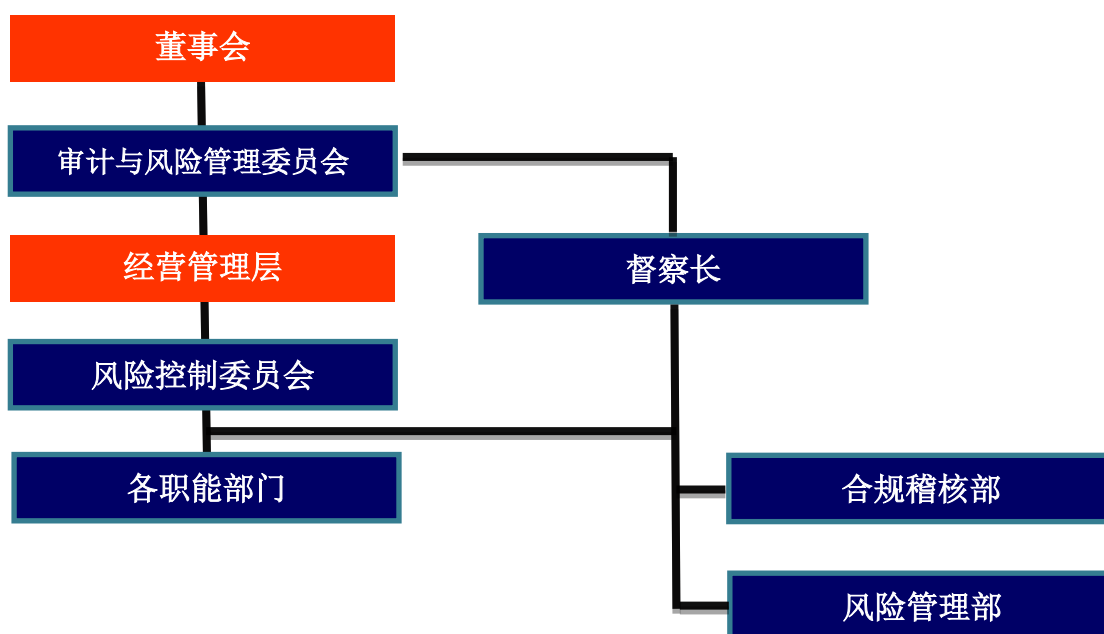 董事会
审计与风险管理委员会
经营管理层
督察长
风险控制委员会
各职能部门
合规稽核部
风险管理部